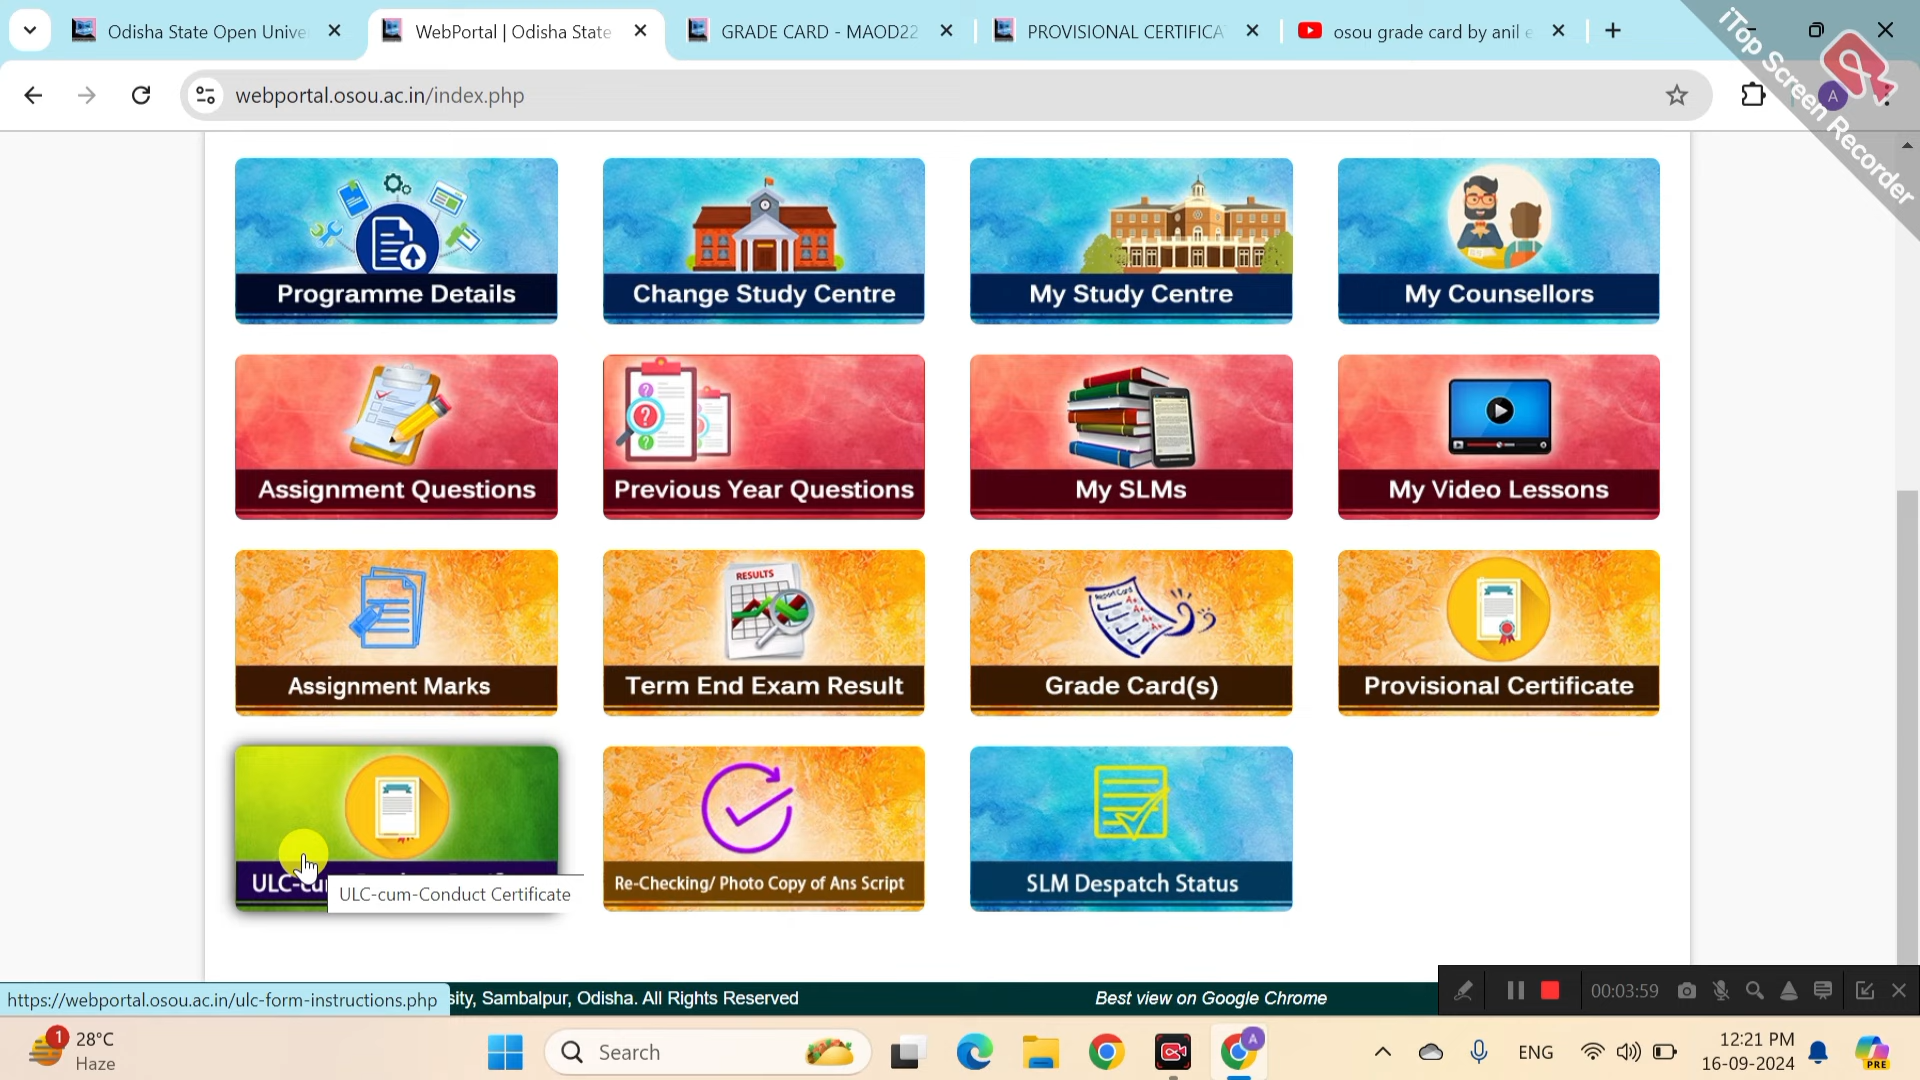 Odisha State Open Unive
WebPortal | Odisha State
GRADE CARD - MAOD22
PROVISIONAL CERTIFICA
osou grade card by anil e
iTop Screen Recorder
webportal.osou.ac.in/index.php
A
Programme Details
Change Study Centre
My Study Centre
My Counsellors
Assignment Questions
Previous Year Questions
My SLMs
My Video Lessons
RESULTS
Report Card
Assignment Marks
Term End Exam Result
Grade Card(s)
Provisional Certificate
ULC-cum
ULC-cum-Conduct Certificate
Re-Checking/ Photo Copy of Ans Script
SLM Despatch Status
https://webportal.osou.ac.in/ulc-form-instructions.php
sity, Sambalpur, Odisha. All Rights Reserved
Best view on Google Chrome
00:03:59
1
28°C
Haze
Search
A
ENG
12:21 PM
16-09-2024
PRE